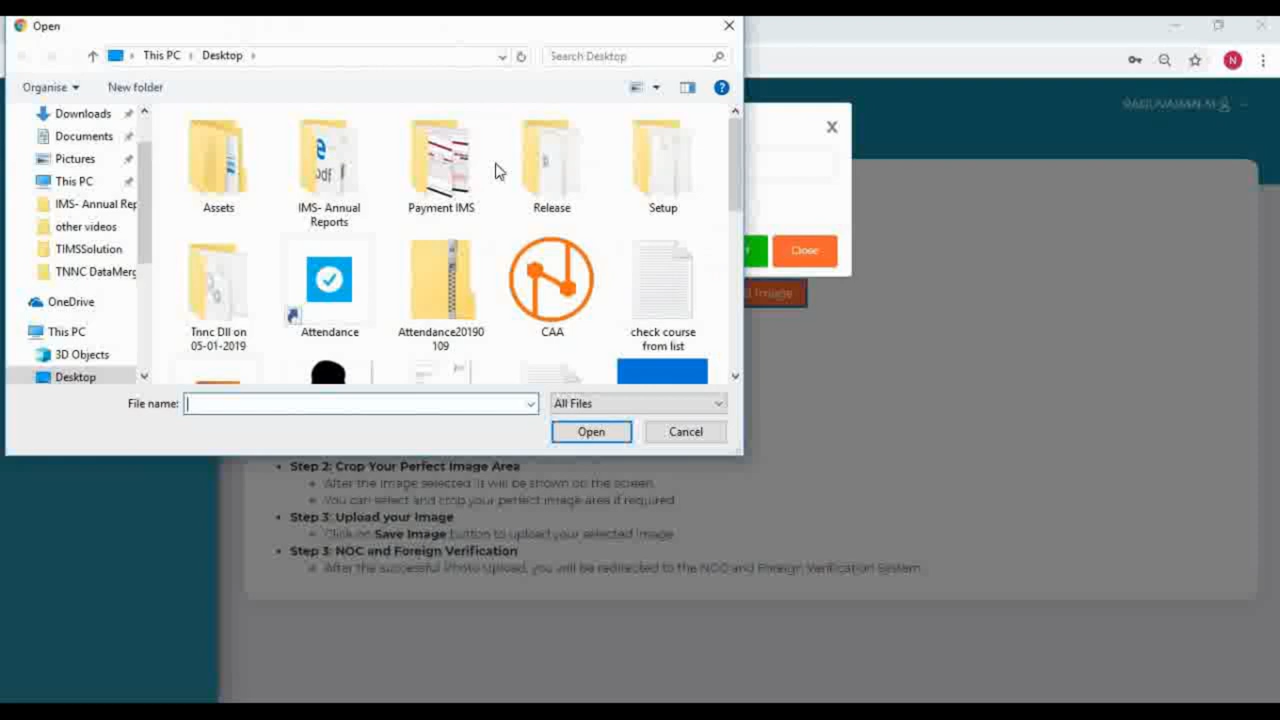 Open
This PC
Desktop
Search Desktop
Organise
New folder
N
Downloads
Documents
Pictures
This PC
IMS- Annual Rep
other videos
TIMSSolution
TNNC DataMerg
OneDrive
This PC
3D Objects
Desktop
Assets
IMS- Annual
Reports
Payment IMS
Release
Setup
Tnnc Dll on
05-01-2019
Attendance
Attendance20190
109
CAA
check course
from list
File name:
All Files
Open
Cancel
X
Close
Image
Step 2: Crop Your Perfect Image Area
After the image selected. It will be shown on the screen.
You can select and crop your perfect image area if required
Step 3: Upload your Image
Click on Save Image button to upload your selected image
Step 3: NOC and Foreign Verification
After the successful Photo Upload, you will be redirected to the NOC and Foreign Verification System.